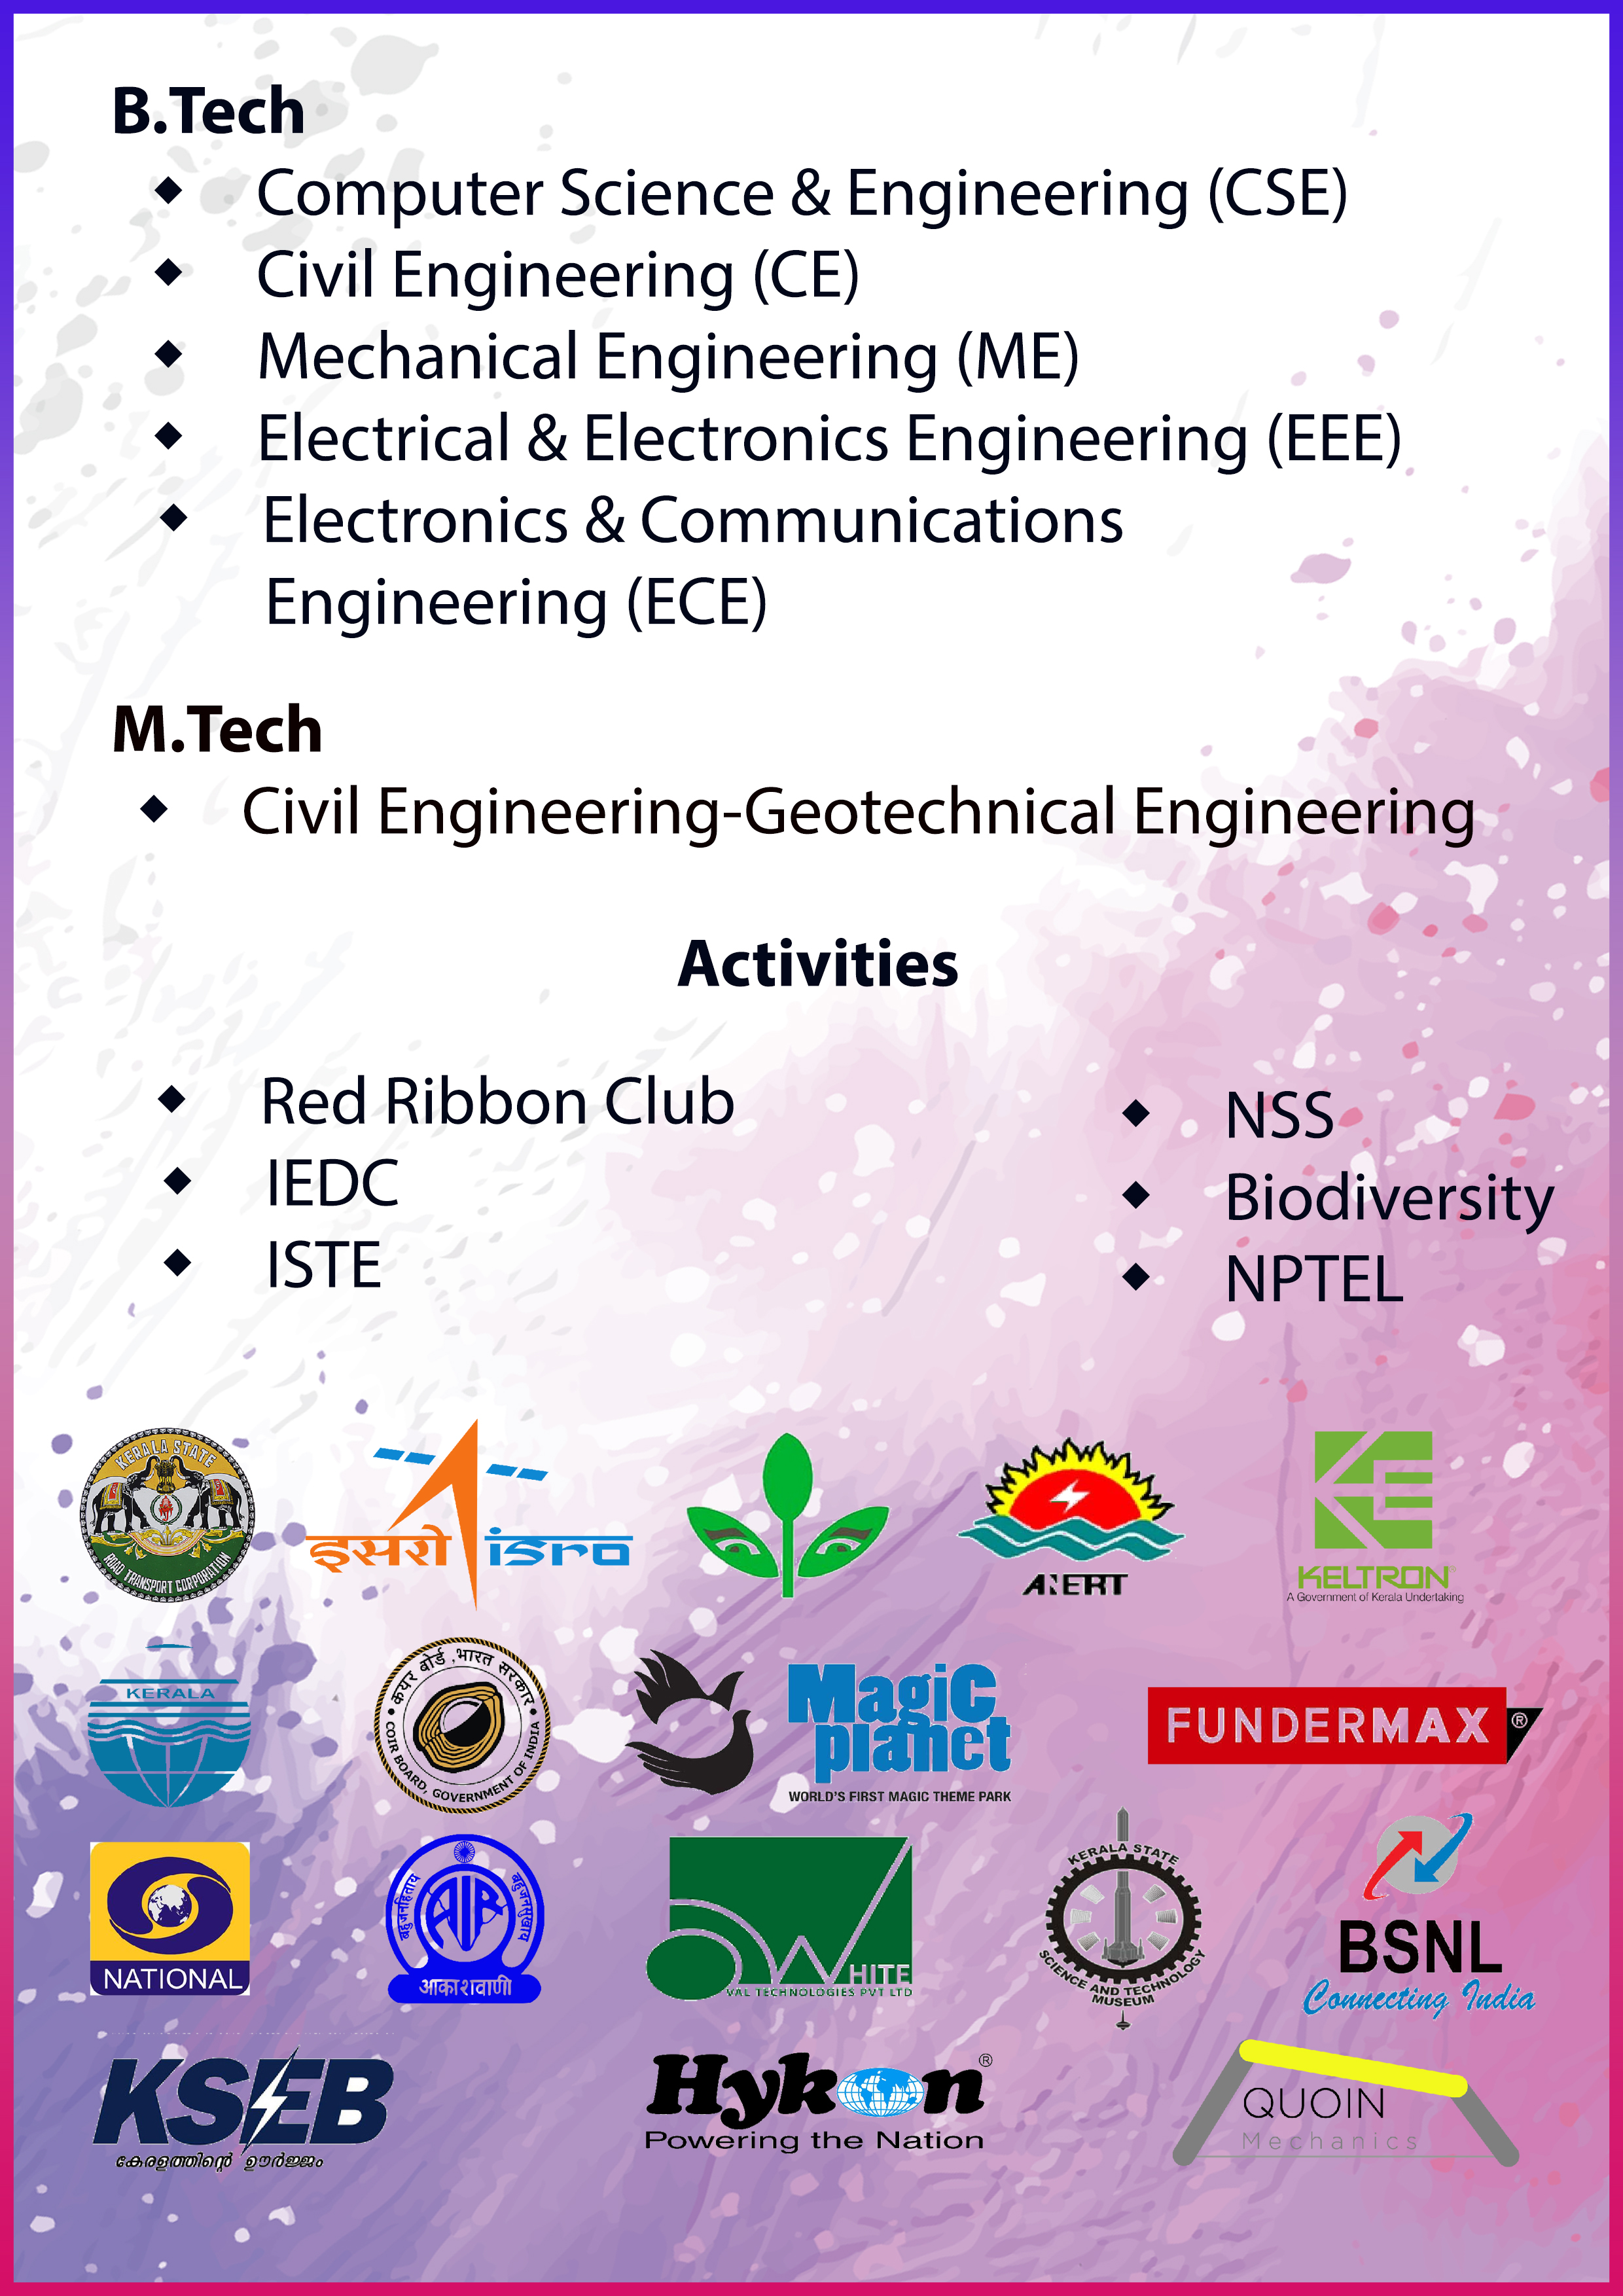 B.Tech
◆ Computer Science & Engineering (CSE)
◆ Civil Engineering (CE)
◆ Mechanical Engineering (ME)
◆ Electrical & Electronics Engineering (EEE)
◆ Electronics & Communications
Engineering (ECE)
M.Tech
◆ Civil Engineering-Geotechnical Engineering
Activities
◆ Red Ribbon Club
◆ IEDC
◆ ISTE
◆ NSS
◆ Biodiversity
◆ NPTEL
KERALA STATE
ROAD TRANSPORT CORPORATION
इसरो isro
ANERT
KELTRON
A Government of Kerala Undertaking
KERALA
कयर बोर्ड, भारत सरकार
COIR BOARD, GOVERNMENT OF INDIA
MagiC
planet
WORLD'S FIRST MAGIC THEME PARK
FUNDERMAX ®
NATIONAL
बहुजनहिताय बहुजनसुखाय
AIR
आकाशवाणी
OWHITE
VAL TECHNOLOGIES PVT LTD
KERALA STATE
SCIENCE AND TECHNOLOGY
MUSEUM
BSNL
Connecting India
KSEB
കേരളത്തിന്റെ ഊർജ്ജം
Hykon ®
Powering the Nation
QUOIN
Mechanics